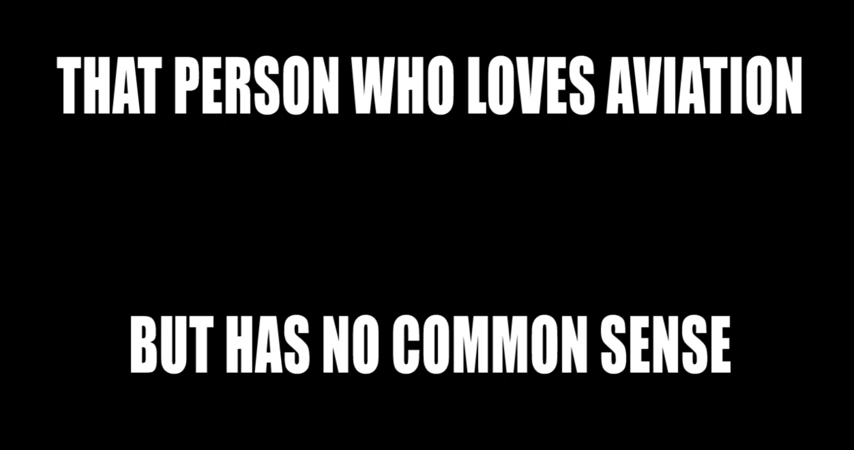 THAT PERSON WHO LOVES AVIATION
BUT HAS NO COMMON SENSE